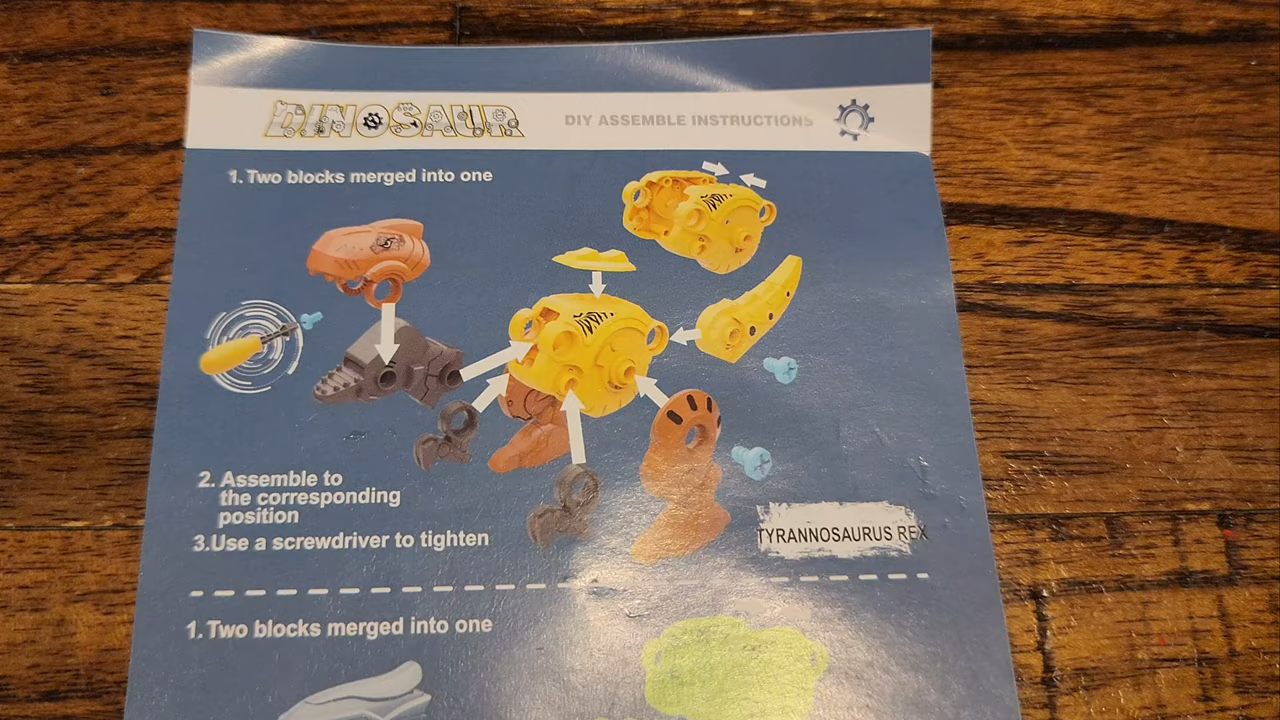 DINOSAUR DIY ASSEMBLE INSTRUCTIONS
1. Two blocks merged into one
2. Assemble to
the corresponding
position
3.Use a screwdriver to tighten
TYRANNOSAURUS REX
1. Two blocks merged into one